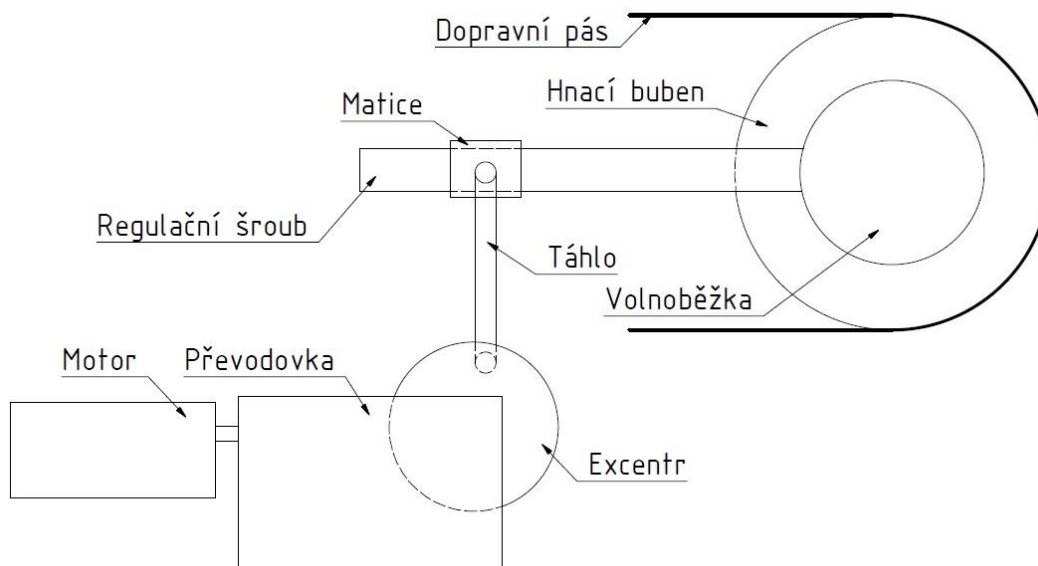 Dopravní pás
Hnací buben
Matice
Regulační šroub
Táhlo
Volnoběžka
Motor
Převodovka
Excentr